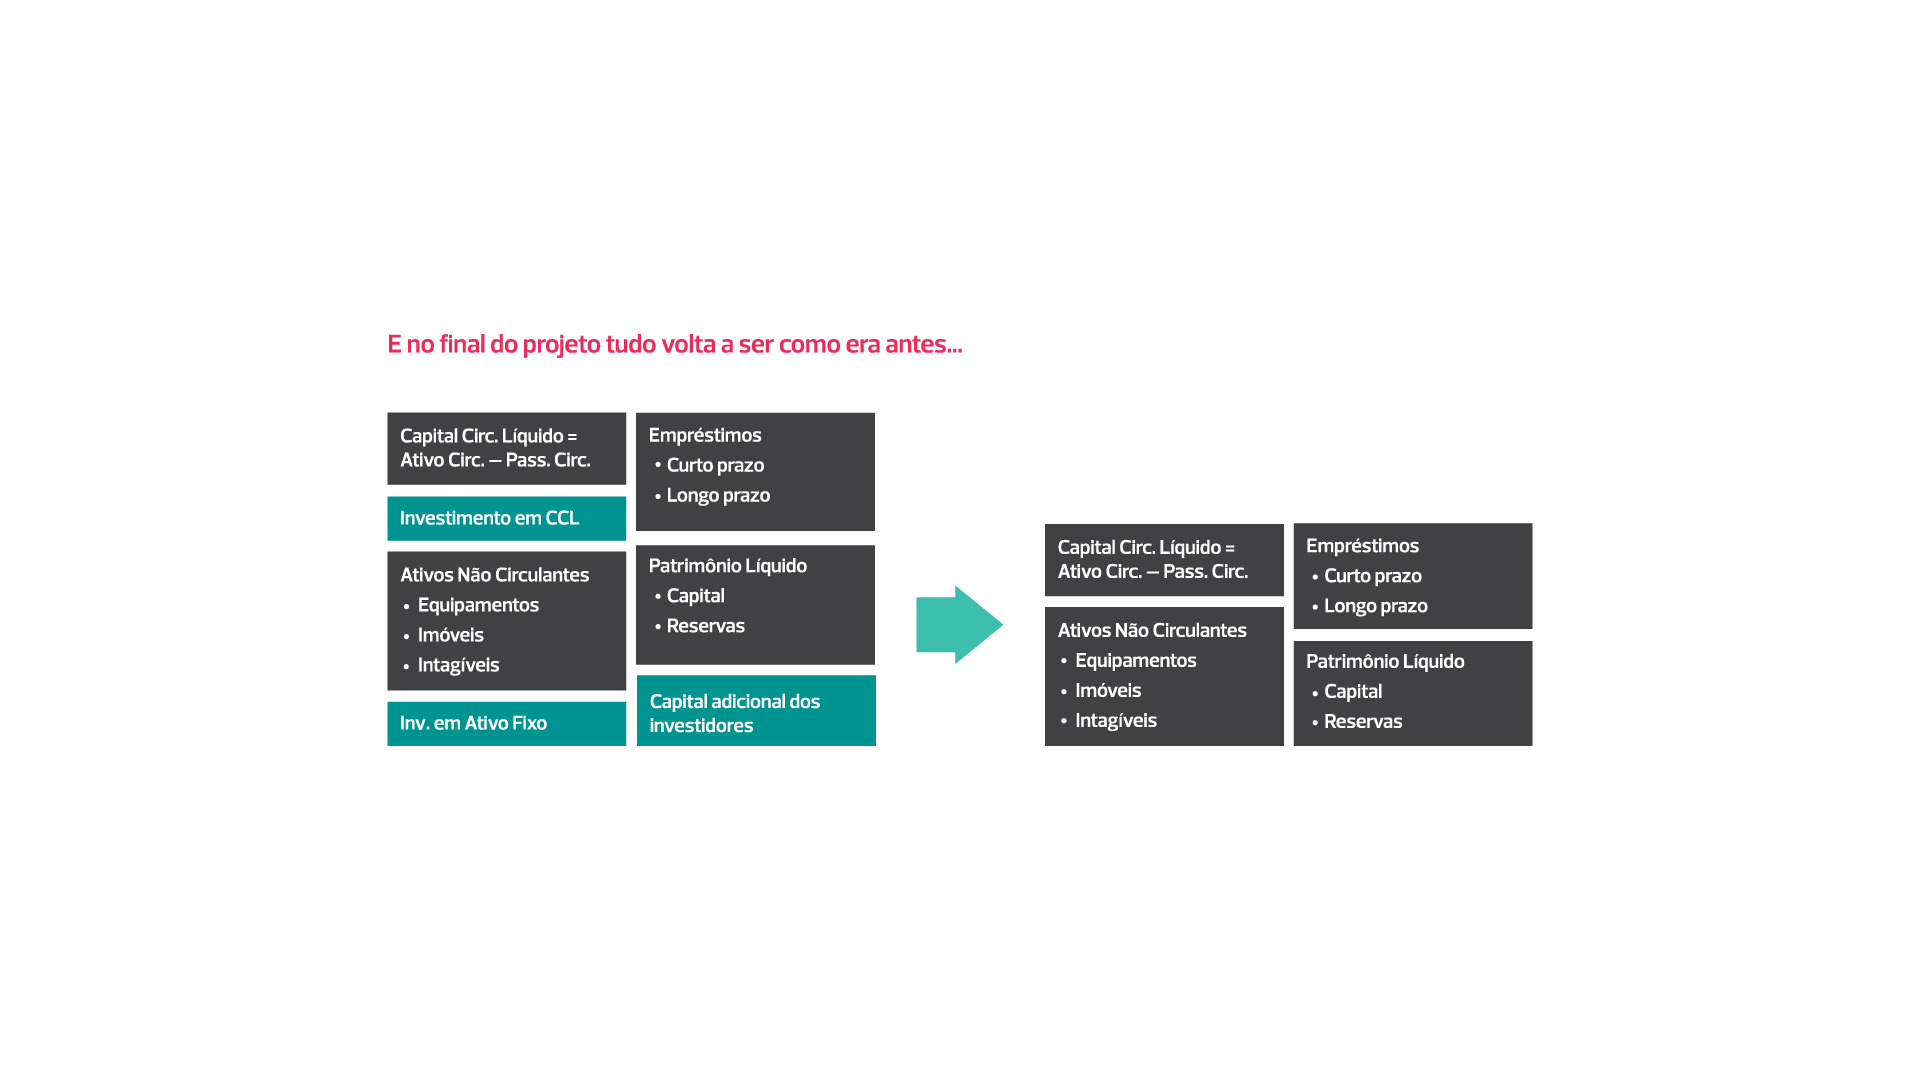 E no final do projeto tudo volta a ser como era antes...
Capital Circ. Líquido =
Ativo Circ. – Pass. Circ.
Investimento em CCL
Ativos Não Circulantes
• Equipamentos
• Imóveis
• Intagíveis
Inv. em Ativo Fixo
Empréstimos
• Curto prazo
• Longo prazo
Patrimônio Líquido
• Capital
• Reservas
Capital adicional dos
investidores
Capital Circ. Líquido =
Ativo Circ. – Pass. Circ.
Ativos Não Circulantes
• Equipamentos
• Imóveis
• Intagíveis
Empréstimos
• Curto prazo
• Longo prazo
Patrimônio Líquido
• Capital
• Reservas